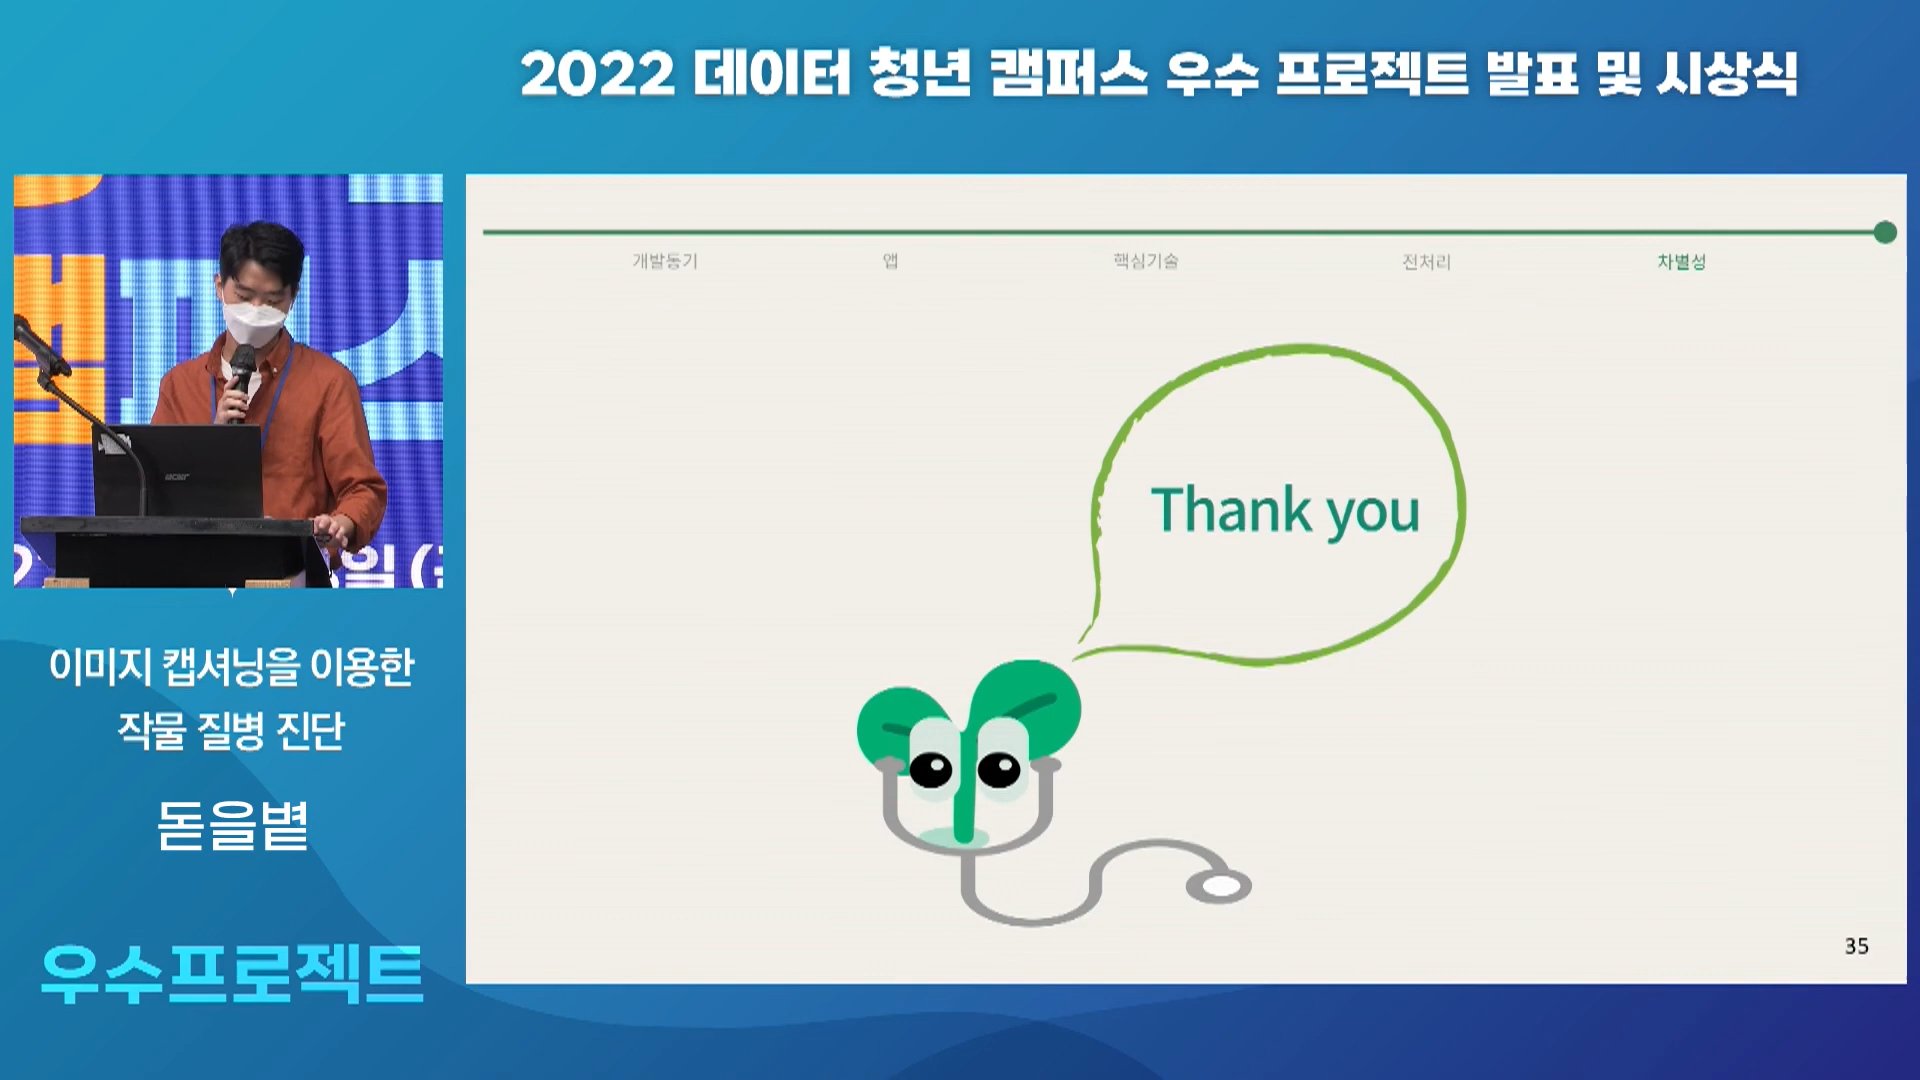 2022 데이터 청년 캠퍼스 우수 프로젝트 발표 및 시상식
개발동기 앱 핵심기술 전처리 차별성
Thank you
35
acer
이미지 캡셔닝을 이용한
작물 질병 진단
돋을볕
우수프로젝트